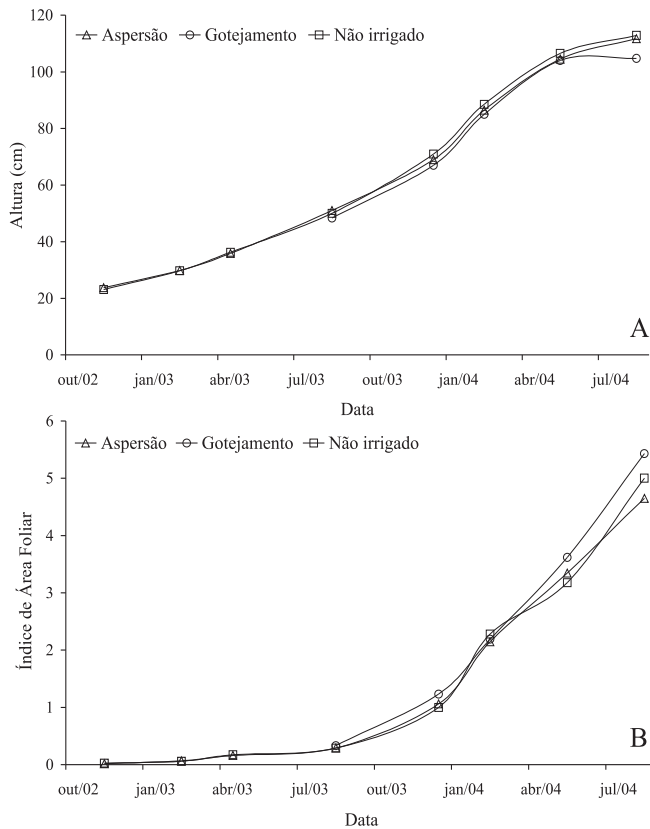 120
Aspersão Gotejamento Não irrigado
100
80
60
40
20
0
Altura (cm)
A
out/02 jan/03 abr/03 jul/03 out/03 jan/04 abr/04 jul/04
Data
6
Aspersão Gotejamento Não irrigado
5
4
3
2
1
0
Índice de Área Foliar
B
out/02 jan/03 abr/03 jul/03 out/03 jan/04 abr/04 jul/04
Data